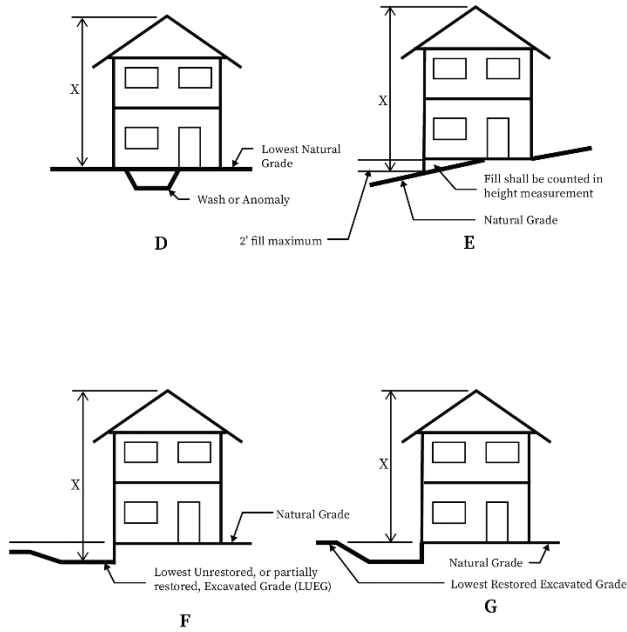 X
Lowest Natural
Grade
Wash or Anomaly
D
X
Fill shall be counted in
height measurement
Natural Grade
2' fill maximum
E
X
Natural Grade
Lowest Unrestored, or partially
restored, Excavated Grade (LUEG)
F
X
Natural Grade
Lowest Restored Excavated Grade
G